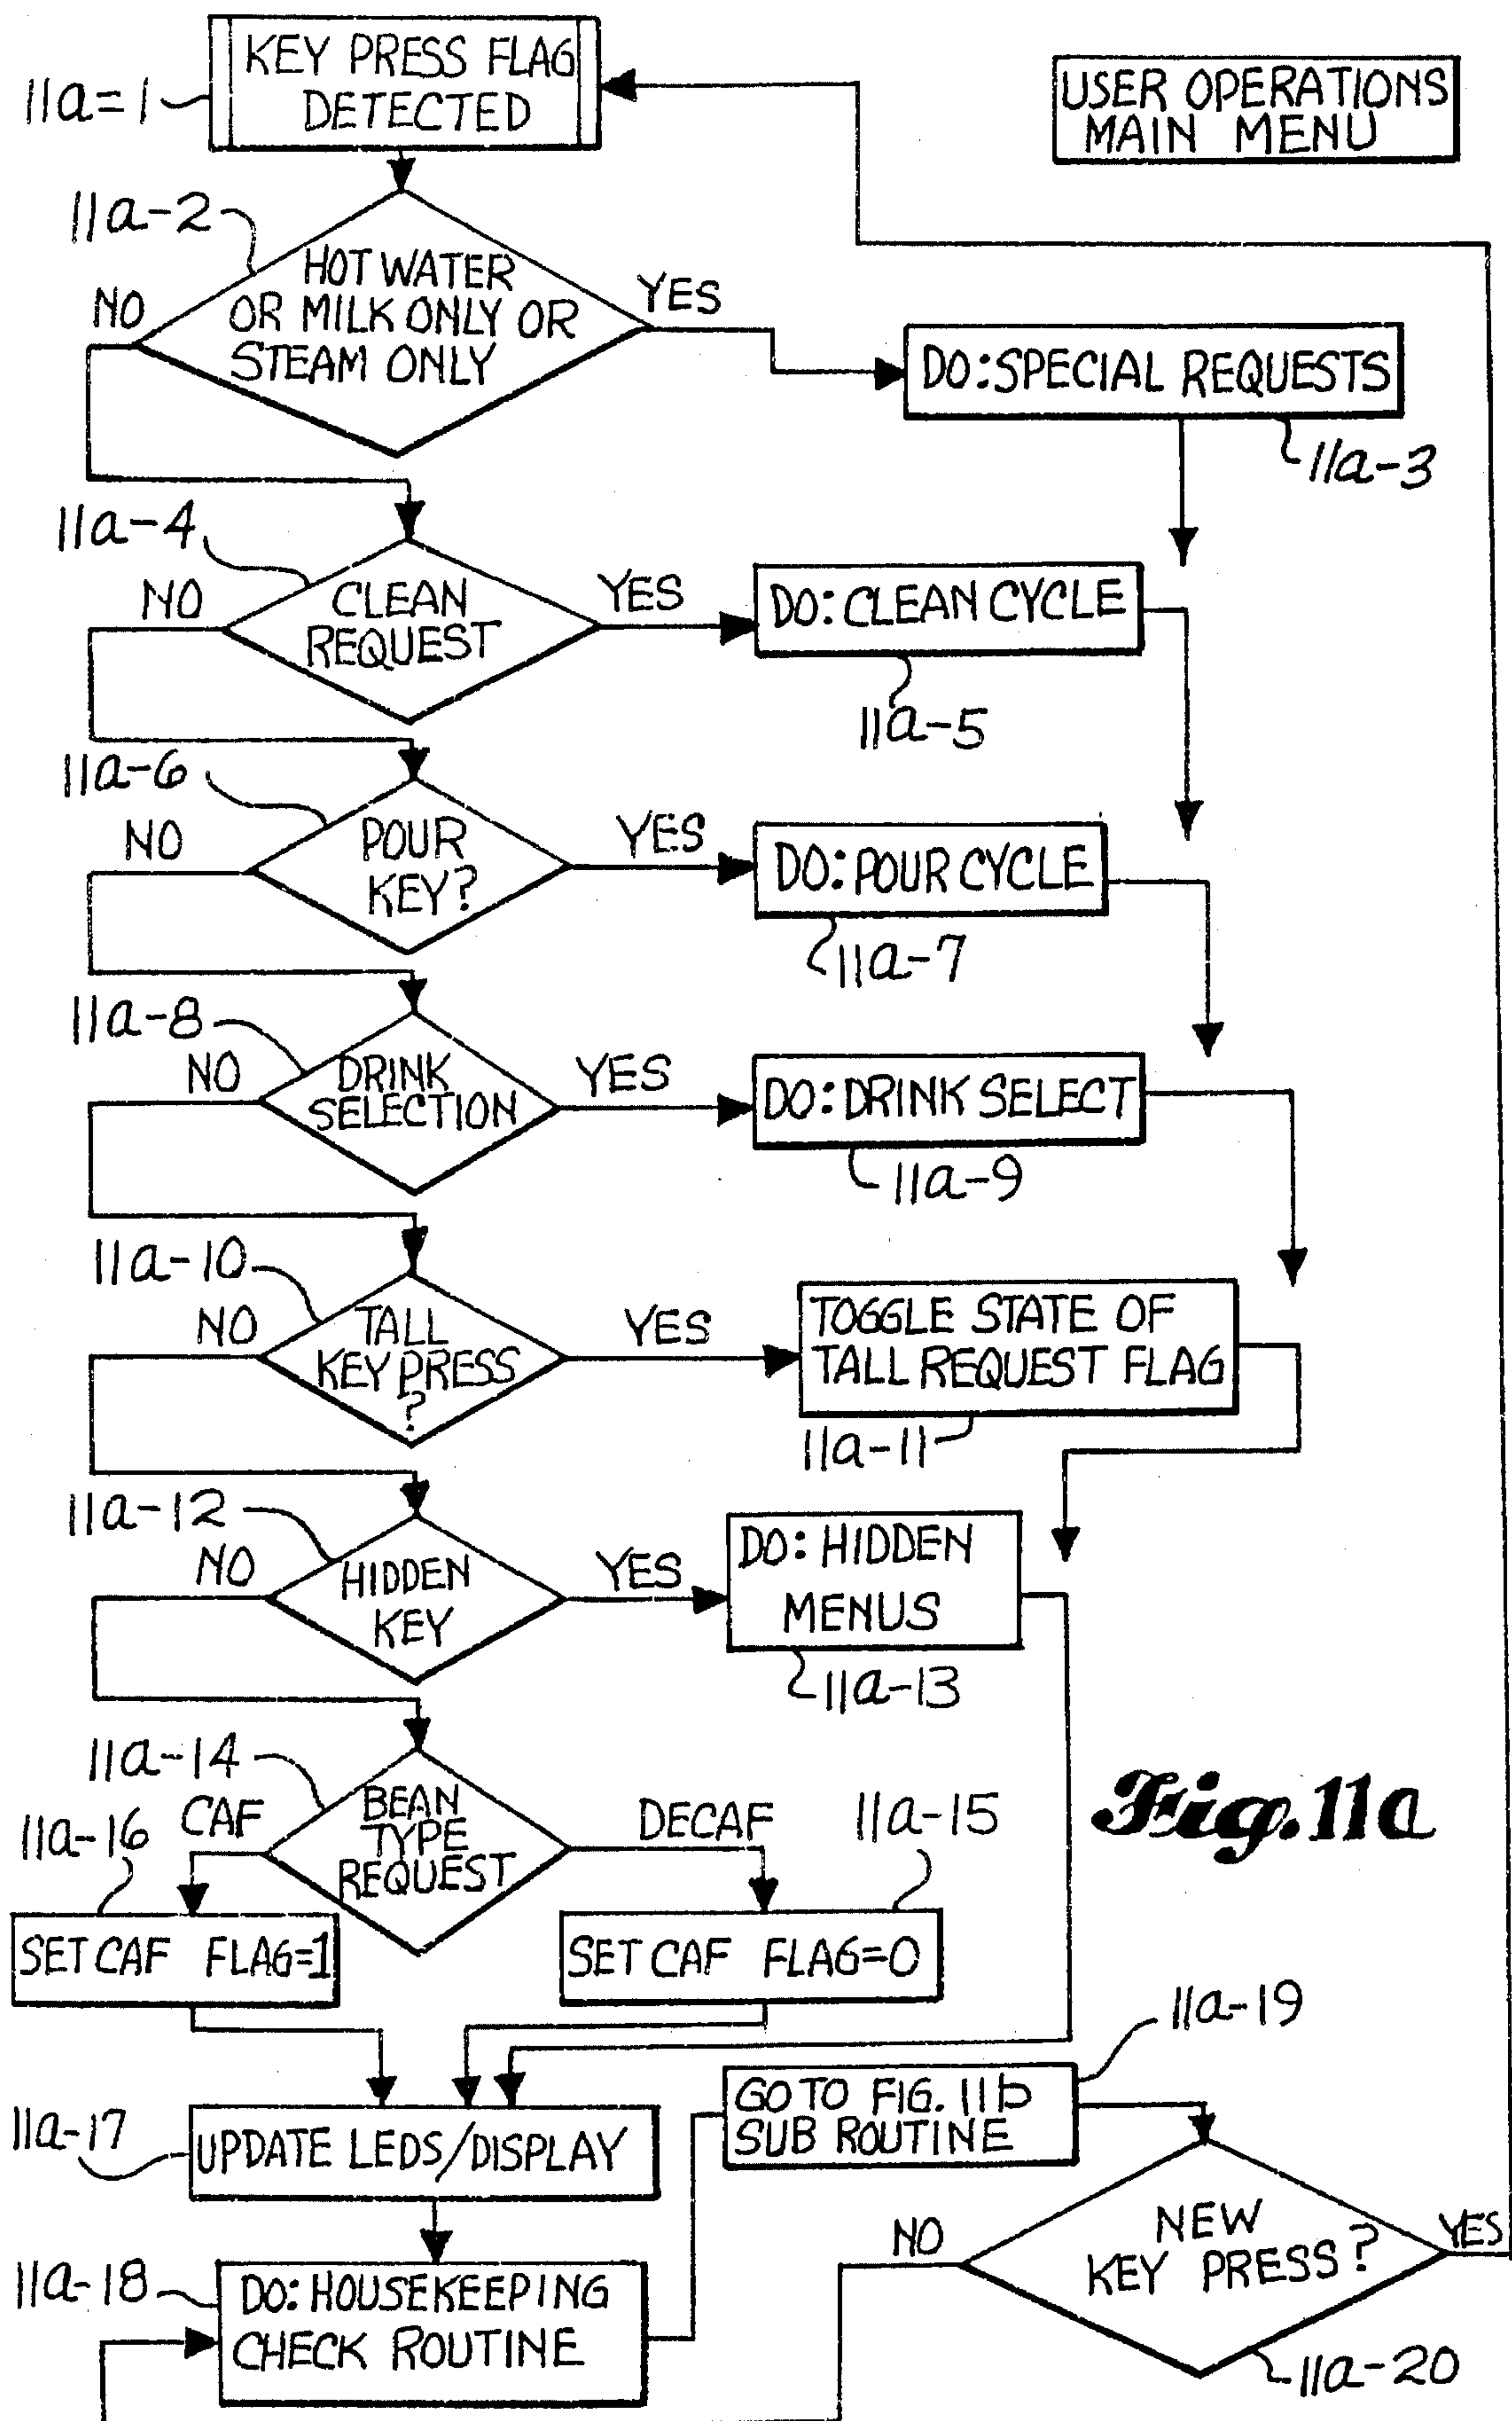 KEY PRESS FLAG
DETECTED
11a=1
USER OPERATIONS
MAIN MENU
11a-2
HOT WATER
OR MILK ONLY OR
STEAM ONLY
NO
YES
DO:SPECIAL REQUESTS
11a-3
11a-4
CLEAN
REQUEST
NO
YES
DO:CLEAN CYCLE
11a-5
11a-6
POUR
KEY?
NO
YES
DO:POUR CYCLE
11a-7
11a-8
DRINK
SELECTION
NO
YES
DO:DRINK SELECT
11a-9
11a-10
TALL
KEY PRESS
?
NO
YES
TOGGLE STATE OF
TALL REQUEST FLAG
11a-11
11a-12
HIDDEN
KEY
NO
YES
DO: HIDDEN
MENUS
11a-13
11a-14
BEAN
TYPE
REQUEST
CAF
DECAF
11a-16
11a-15
Fig.11a
SET CAF FLAG=1
SET CAF FLAG=0
11a-19
GO TO FIG. 11b
SUB ROUTINE
11a-17
UPDATE LEDS/DISPLAY
NEW
KEY PRESS?
NO
YES
11a-18
DO: HOUSEKEEPING
CHECK ROUTINE
11a-20